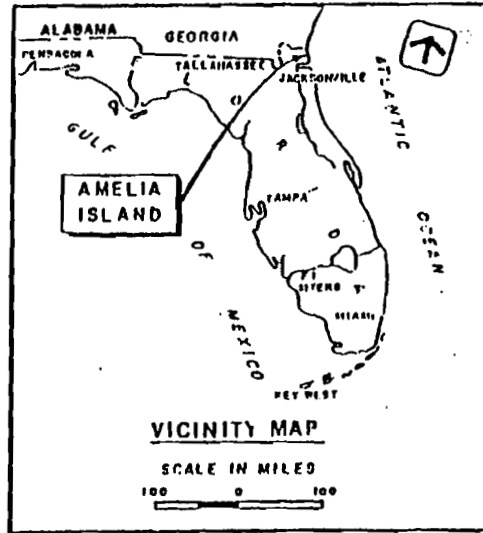 ALABAMA
GEORGIA
TALLAHASSEE
JACKSONVILLE
ATLANTIC
OCEAN
GULF
OF
MEXICO
AMELIA
ISLAND
TAMPA
MIAMI
KEY WEST
VICINITY MAP
SCALE IN MILES
100 0 100